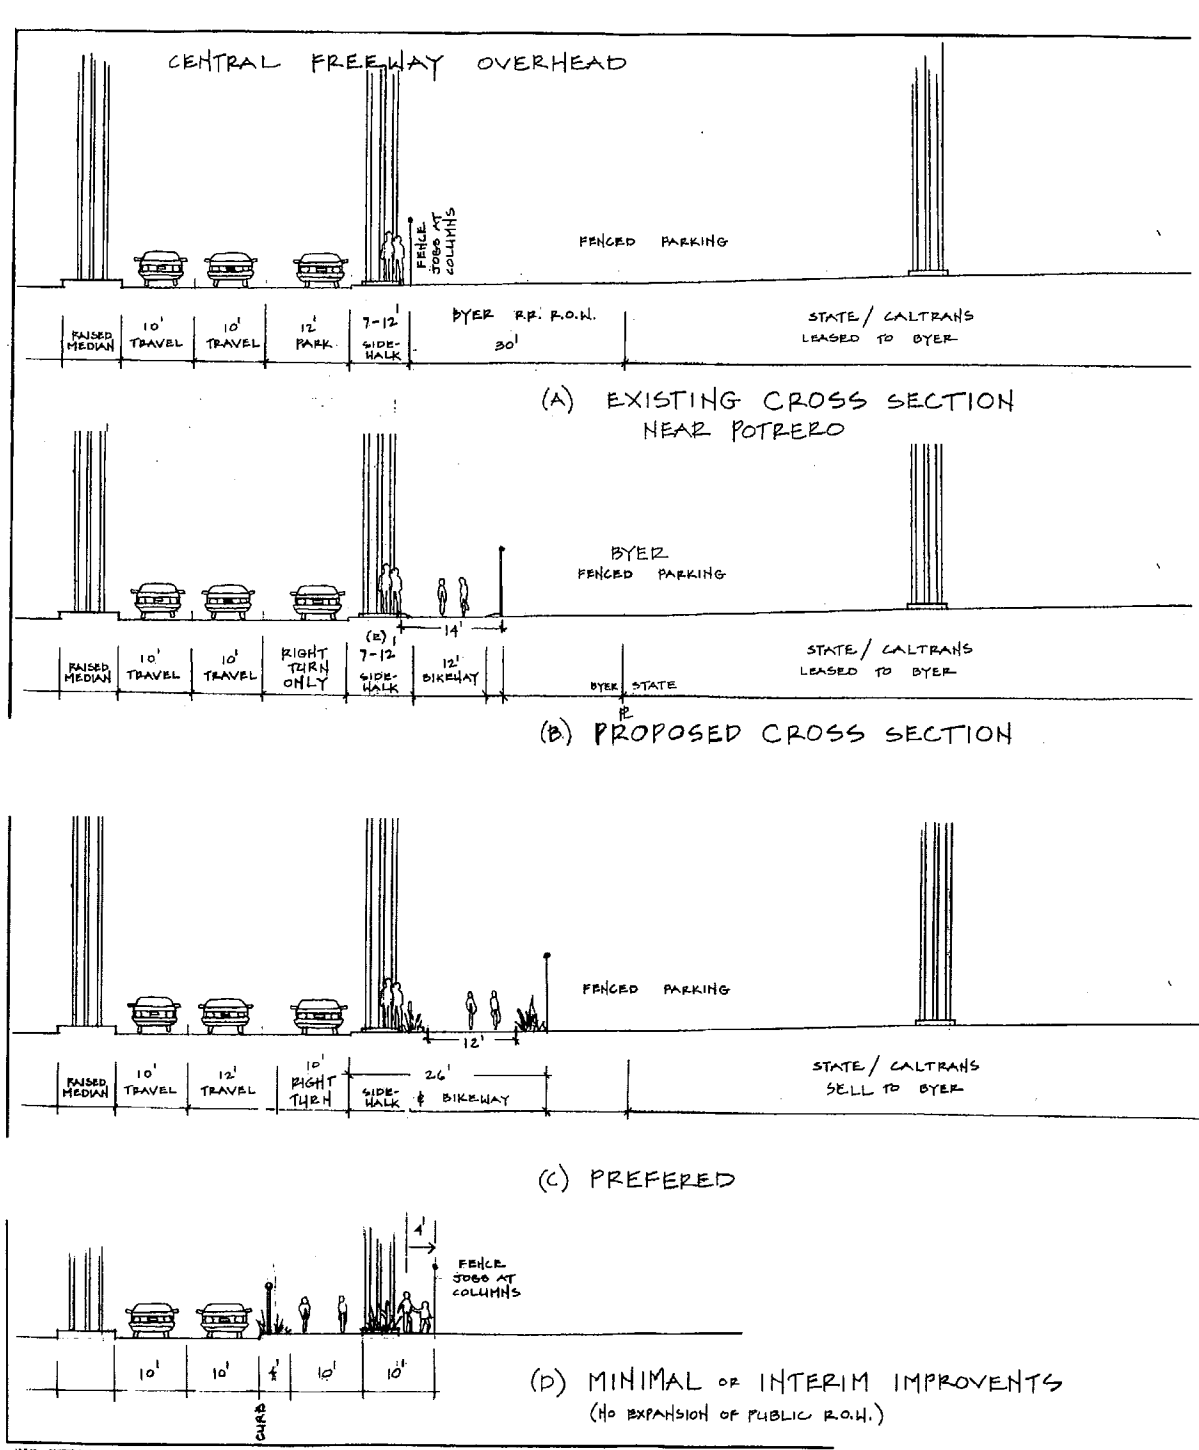 CENTRAL FREEWAY OVERHEAD
FENCE
JOGS AT
COLUMNS
FENCED PARKING
RAISED
MEDIAN
10'
TRAVEL
10'
TRAVEL
12'
PARK
7-12'
SIDE-
WALK
BYER R.R. R.O.W.
30'
STATE/CALTRANS
LEASED TO BYER
(A) EXISTING CROSS SECTION
NEAR POTRERO
BYER
FENCED PARKING
14'
RAISED
MEDIAN
10'
TRAVEL
10'
TRAVEL
RIGHT
TURN
ONLY
(E)
7-12'
SIDE-
WALK
12'
BIKEWAY
BYER
STATE
PL
STATE/CALTRANS
LEASED TO BYER
(B) PROPOSED CROSS SECTION
FENCED PARKING
12'
RAISED
MEDIAN
10'
TRAVEL
12'
TRAVEL
10'
RIGHT
TURN
26'
SIDE-
WALK & BIKEWAY
STATE/CALTRANS
SELL TO BYER
(C) PREFERED
4'
FENCE
JOGS AT
COLUMNS
10'
10'
4'
10'
10'
CURB
(D) MINIMAL OR INTERIM IMPROVENTS
(NO EXPANSION OF PUBLIC R.O.W.)